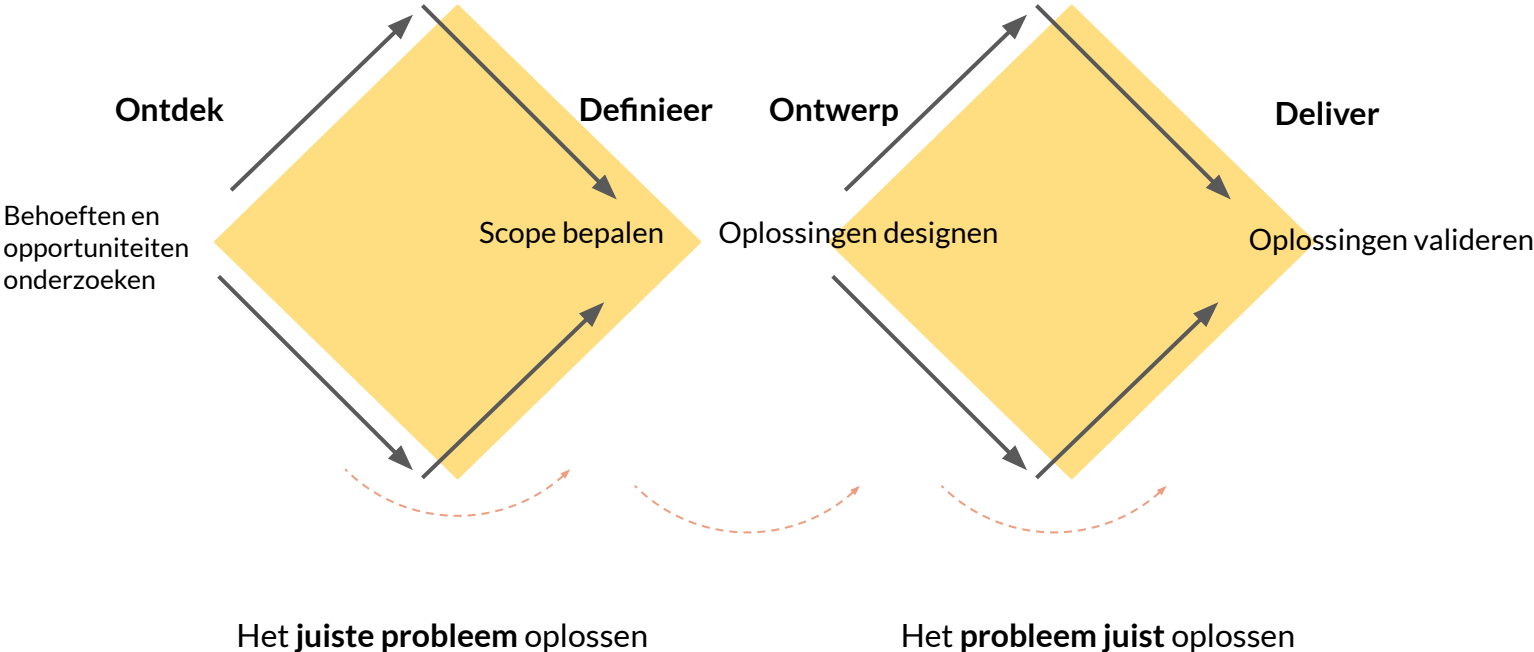 Ontdek
Definieer
Ontwerp
Deliver
Behoeften en
opportuniteiten
onderzoeken
Scope bepalen
Oplossingen designen
Oplossingen valideren
Het juiste probleem oplossen
Het probleem juist oplossen